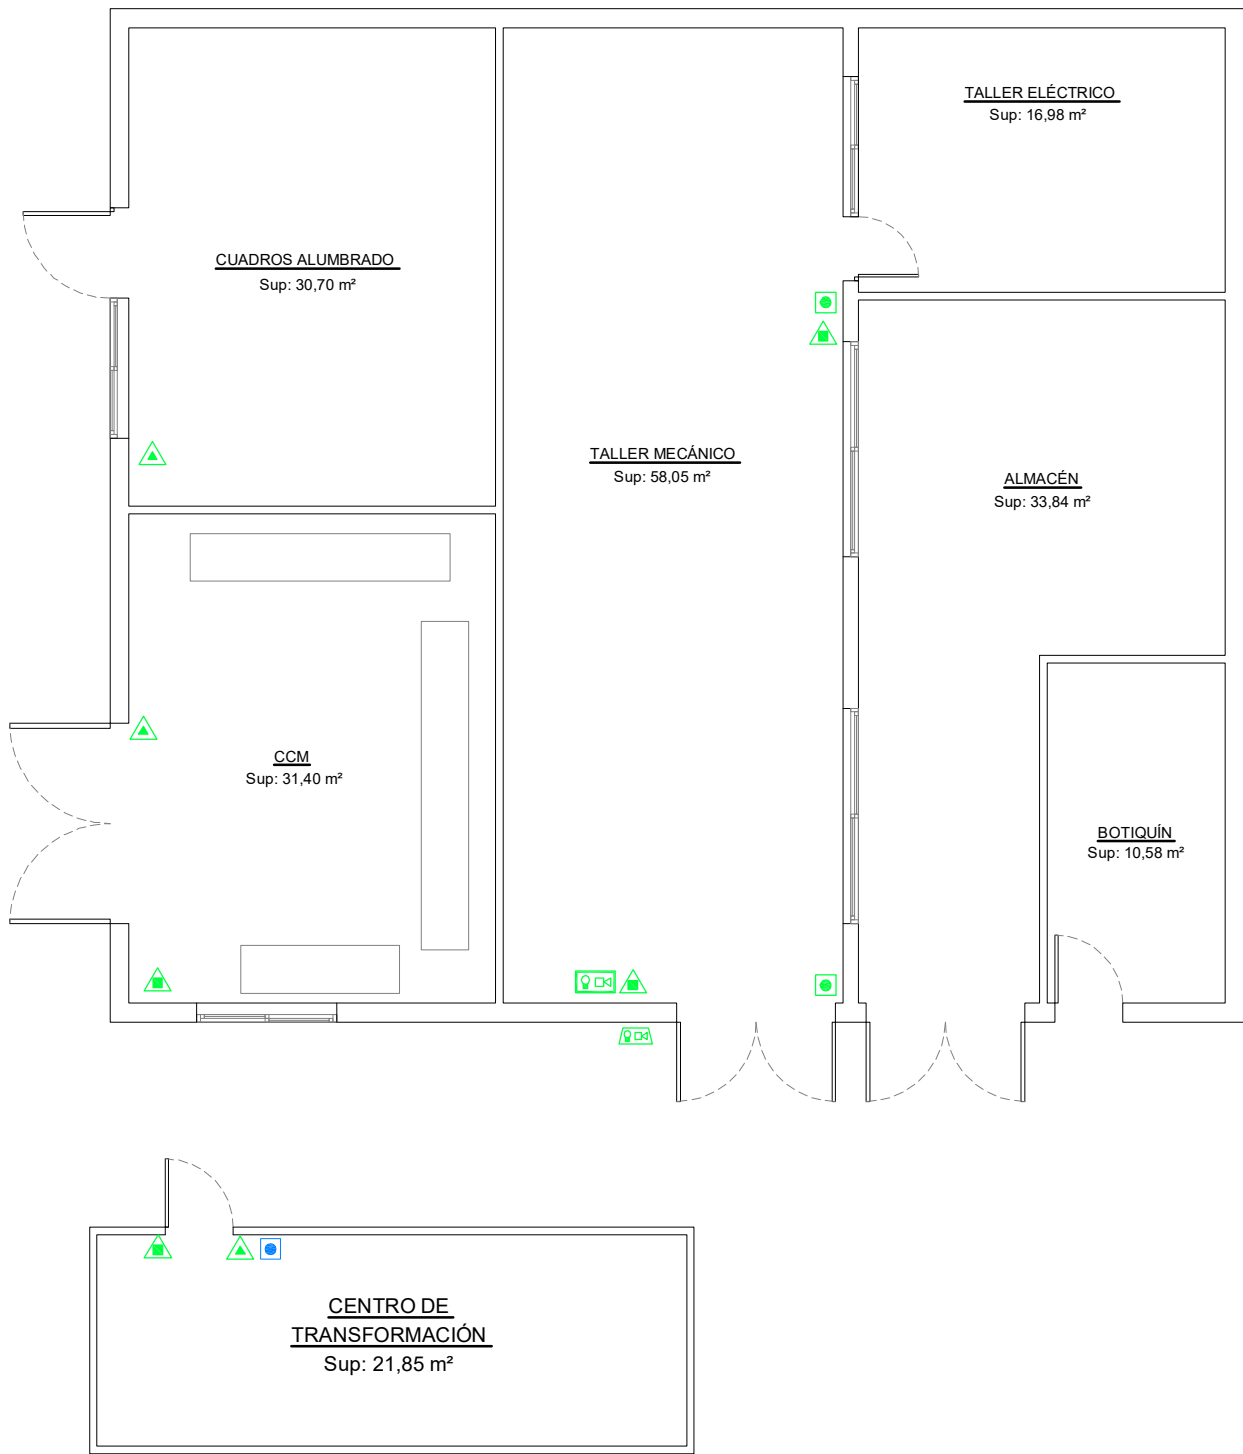 TALLER ELÉCTRICO
Sup: 16,98 m²
CUADROS ALUMBRADO
Sup: 30,70 m²
TALLER MECÁNICO
Sup: 58,05 m²
ALMACÉN
Sup: 33,84 m²
CCM
Sup: 31,40 m²
BOTIQUÍN
Sup: 10,58 m²
CENTRO DE
TRANSFORMACIÓN
Sup: 21,85 m²